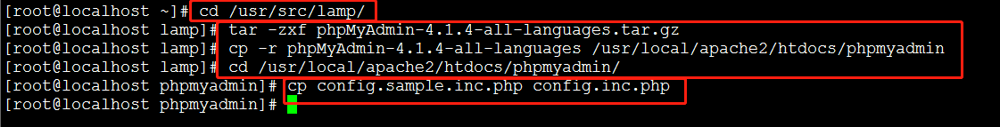 [root@localhost ~]# cd /usr/src/lamp/
[root@localhost lamp]# tar -zxf phpMyAdmin-4.1.4-all-languages.tar.gz
[root@localhost lamp]# cp -r phpMyAdmin-4.1.4-all-languages /usr/local/apache2/htdocs/phpmyadmin
[root@localhost lamp]# cd /usr/local/apache2/htdocs/phpmyadmin/
[root@localhost phpmyadmin]# cp config.sample.inc.php config.inc.php
[root@localhost phpmyadmin]#